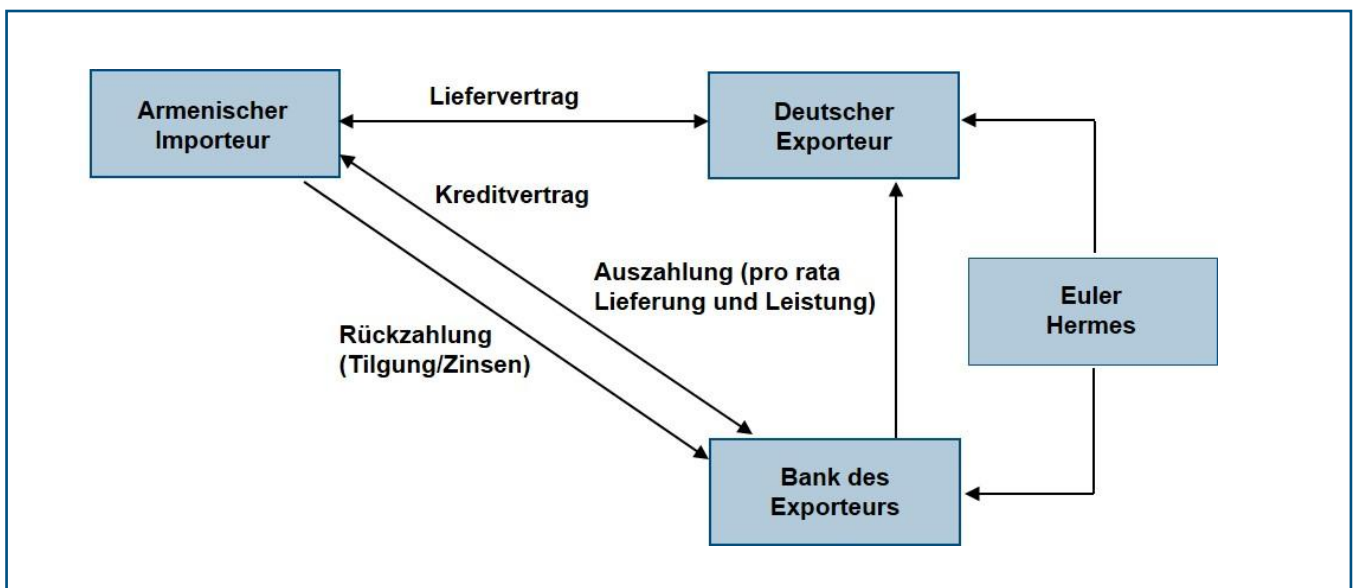 Armenischer
Importeur
Liefervertrag
Deutscher
Exporteur
Kreditvertrag
Auszahlung (pro rata
Lieferung und Leistung)
Euler
Hermes
Rückzahlung
(Tilgung/Zinsen)
Bank des
Exporteurs